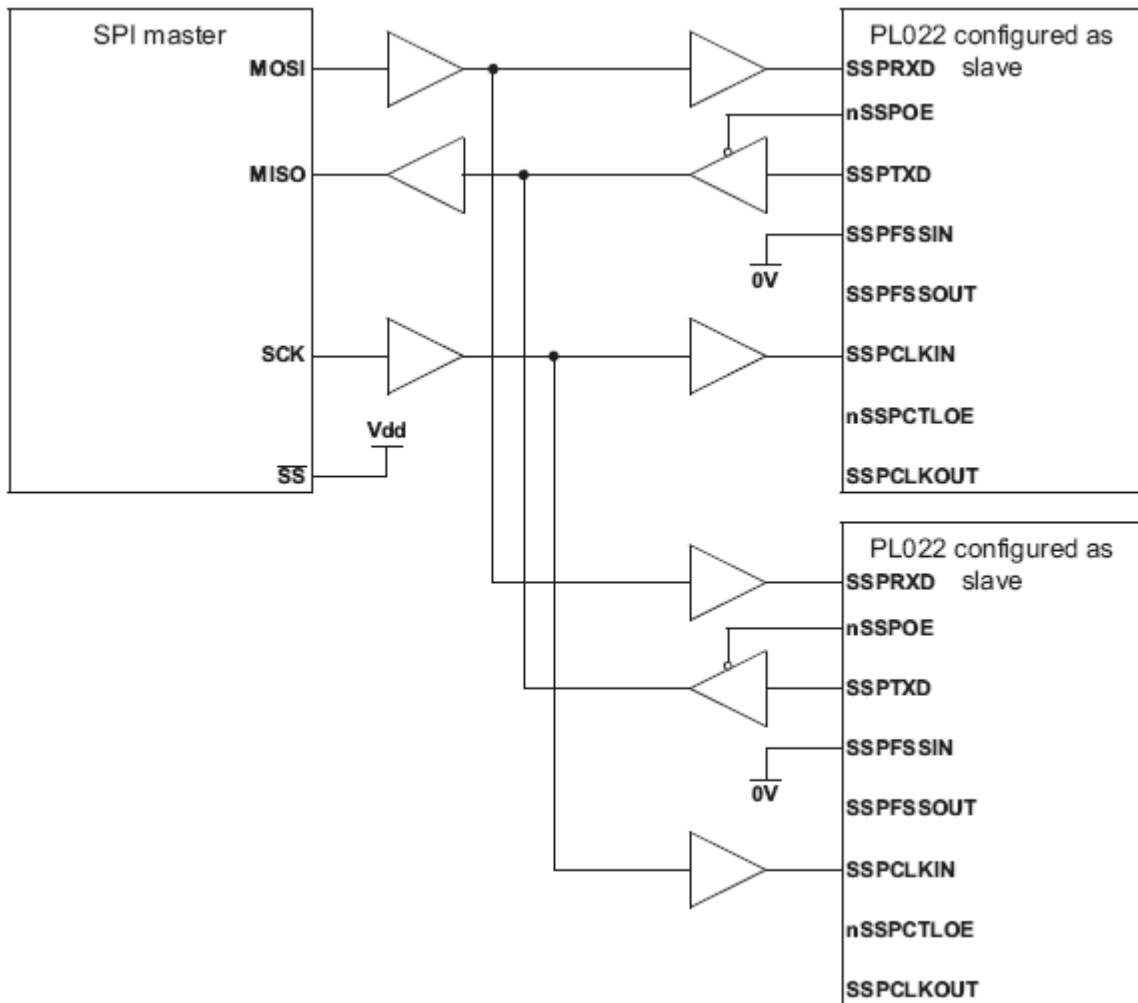 SPI master
MOSI
MISO
SCK
Vdd
SS
PL022 configured as
slave
SSPRXD
nSSPOE
SSPTXD
SSPFSSIN
0V
SSPFSSOUT
SSPCLKIN
nSSPCTLOE
SSPCLKOUT
PL022 configured as
slave
SSPRXD
nSSPOE
SSPTXD
SSPFSSIN
0V
SSPFSSOUT
SSPCLKIN
nSSPCTLOE
SSPCLKOUT